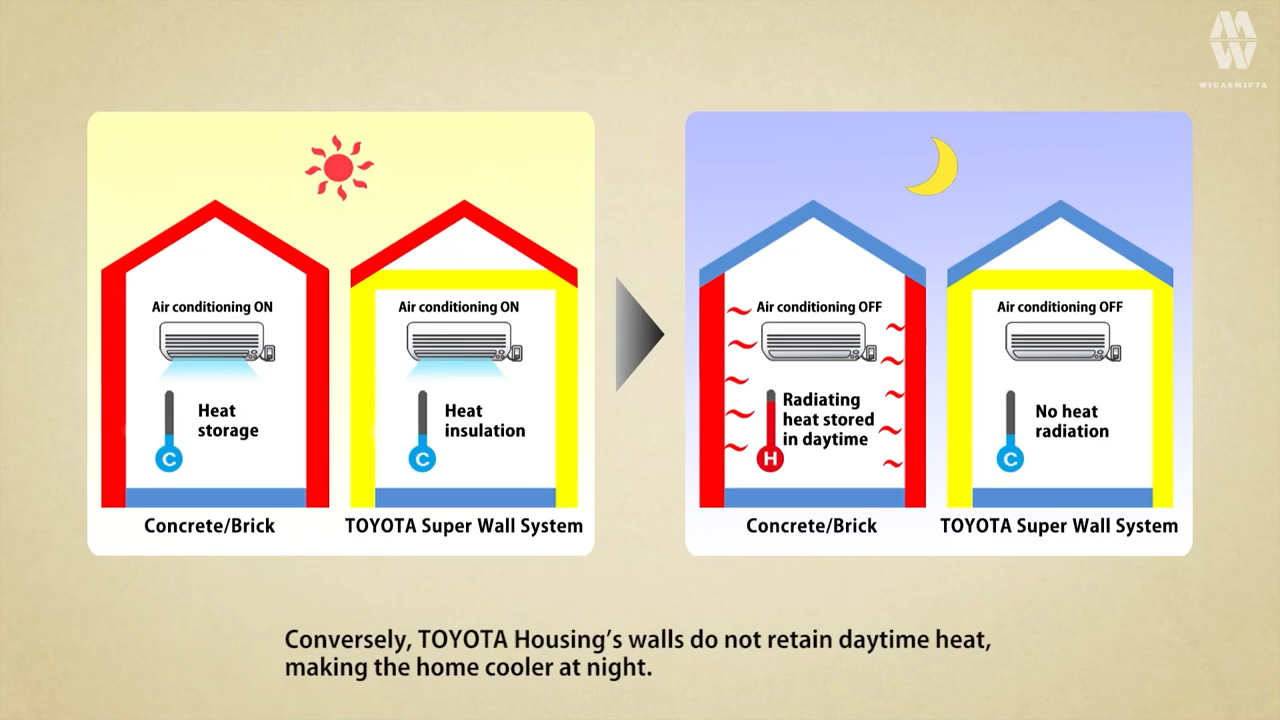 WICAKMIFTA
Air conditioning ON
Heat
storage
C
Concrete/Brick
Air conditioning ON
Heat
insulation
C
TOYOTA Super Wall System
Air conditioning OFF
Radiating
heat stored
in daytime
H
Concrete/Brick
Air conditioning OFF
No heat
radiation
C
TOYOTA Super Wall System
Conversely, TOYOTA Housing's walls do not retain daytime heat,
making the home cooler at night.